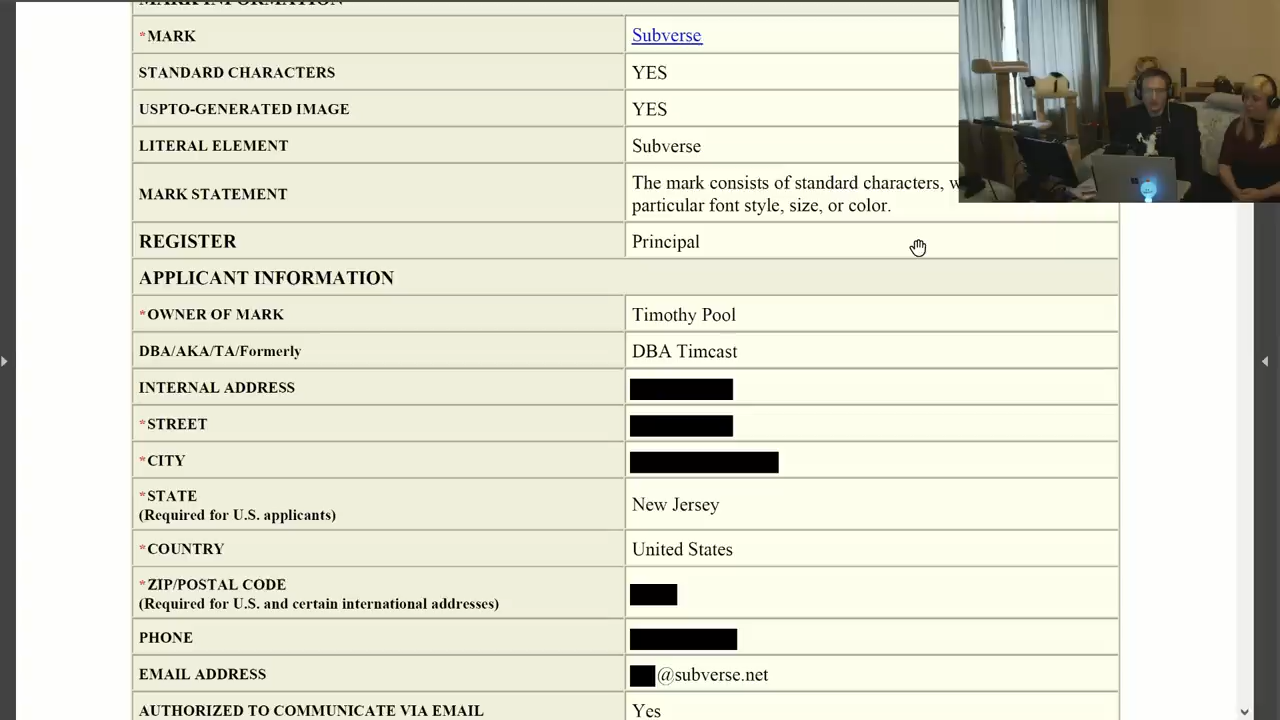 MARK INFORMATION
*MARK Subverse
STANDARD CHARACTERS YES
USPTO-GENERATED IMAGE YES
LITERAL ELEMENT Subverse
MARK STATEMENT The mark consists of standard characters,
particular font style, size, or color.
REGISTER Principal
APPLICANT INFORMATION
*OWNER OF MARK Timothy Pool
DBA/AKA/TA/Formerly DBA Timcast
INTERNAL ADDRESS
*STREET
*CITY
*STATE
(Required for U.S. applicants) New Jersey
*COUNTRY United States
*ZIP/POSTAL CODE
(Required for U.S. and certain international addresses)
PHONE
EMAIL ADDRESS @subverse.net
AUTHORIZED TO COMMUNICATE VIA EMAIL Yes